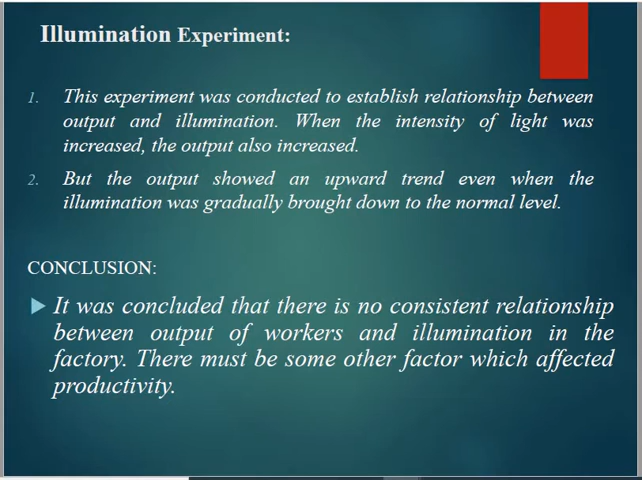 Illumination Experiment:
1. This experiment was conducted to establish relationship between
output and illumination. When the intensity of light was
increased, the output also increased.
2. But the output showed an upward trend even when the
illumination was gradually brought down to the normal level.
CONCLUSION:
It was concluded that there is no consistent relationship
between output of workers and illumination in the
factory. There must be some other factor which affected
productivity.